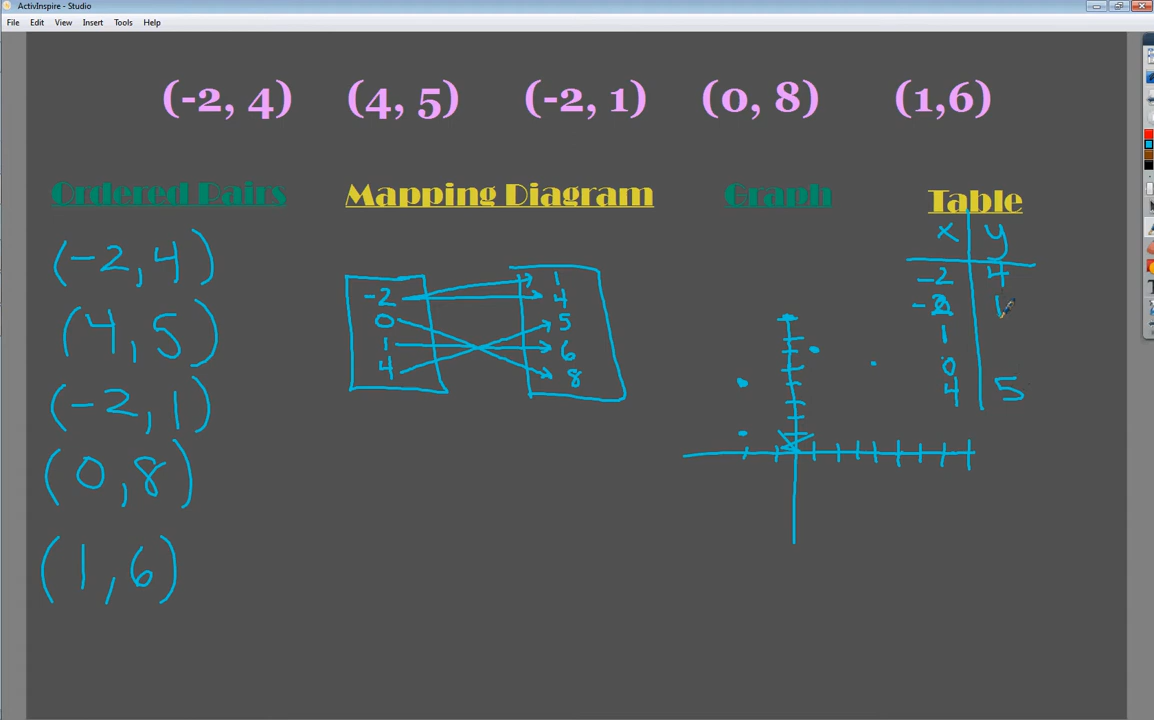 ActivInspire - Studio
File Edit View Insert Tools Help
(-2, 4) (4, 5) (-2, 1) (0, 8) (1,6)
Ordered Pairs
(-2,4)
(4,5)
(-2,1)
(0,8)
(1,6)
Mapping Diagram
-2
0
1
4
1
4
5
6
8
Graph
Table
x y
-2 4
-2 1
1
0
4 5